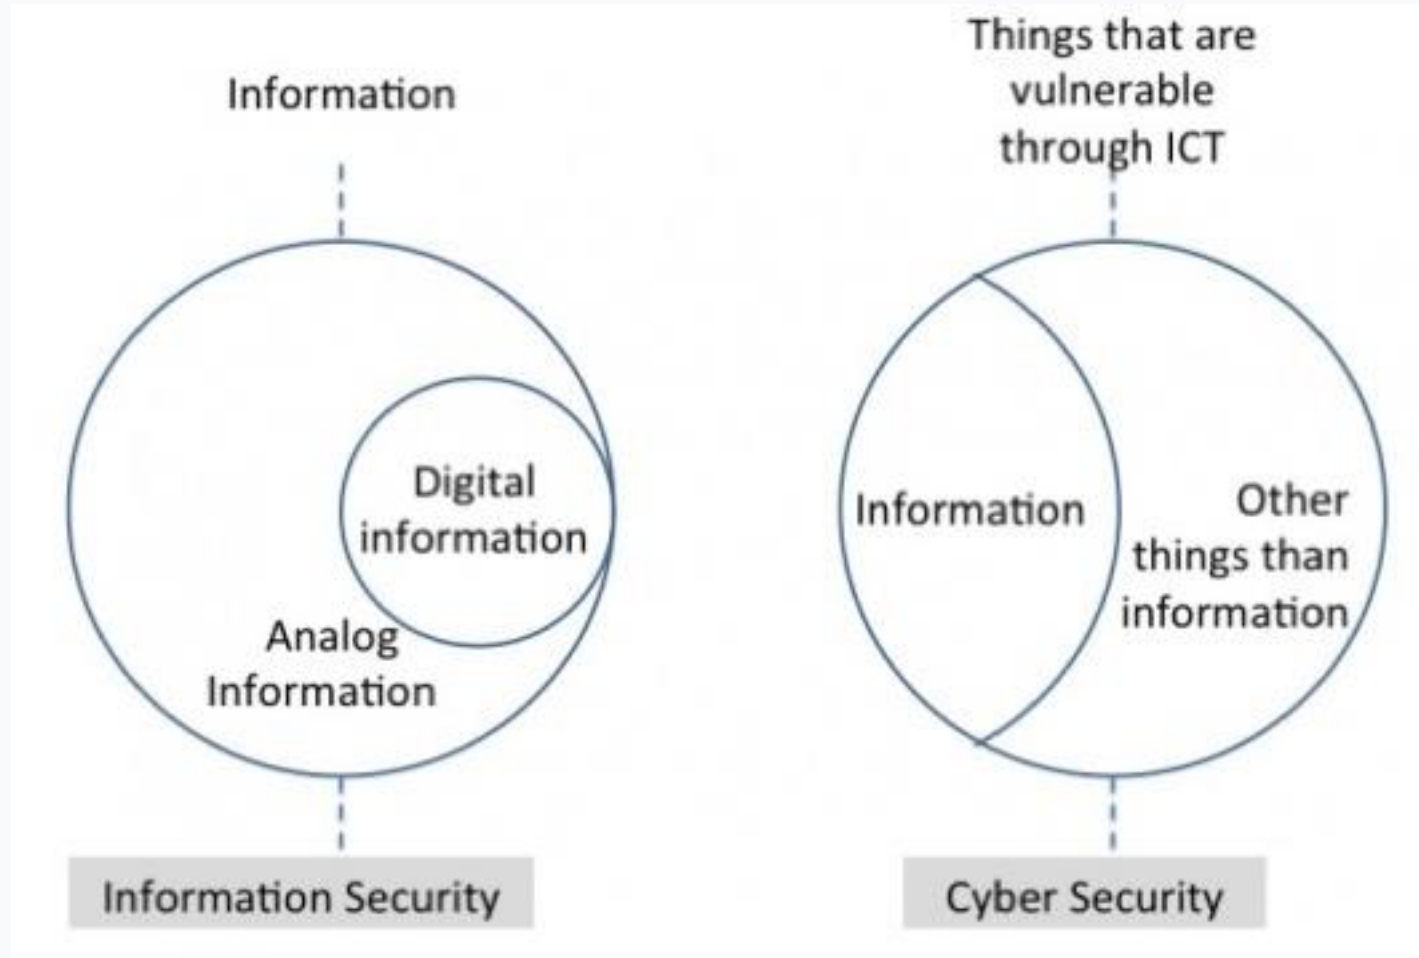 Information
Digital
information
Analog
Information
Information Security
Things that are
vulnerable
through ICT
Information
Other
things than
information
Cyber Security